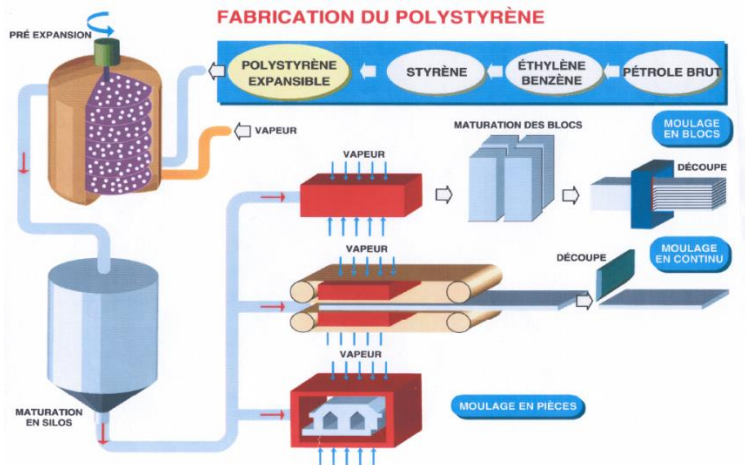 FABRICATION DU POLYSTYRÈNE
PRÉ EXPANSION
POLYSTYRÈNE
EXPANSIBLE
STYRÈNE
ÉTHYLÈNE
BENZÈNE
PÉTROLE BRUT
VAPEUR
MATURATION DES BLOCS
MOULAGE
EN BLOCS
VAPEUR
DÉCOUPE
VAPEUR
DÉCOUPE
MOULAGE
EN CONTINU
VAPEUR
MATURATION
EN SILOS
MOULAGE EN PIÈCES